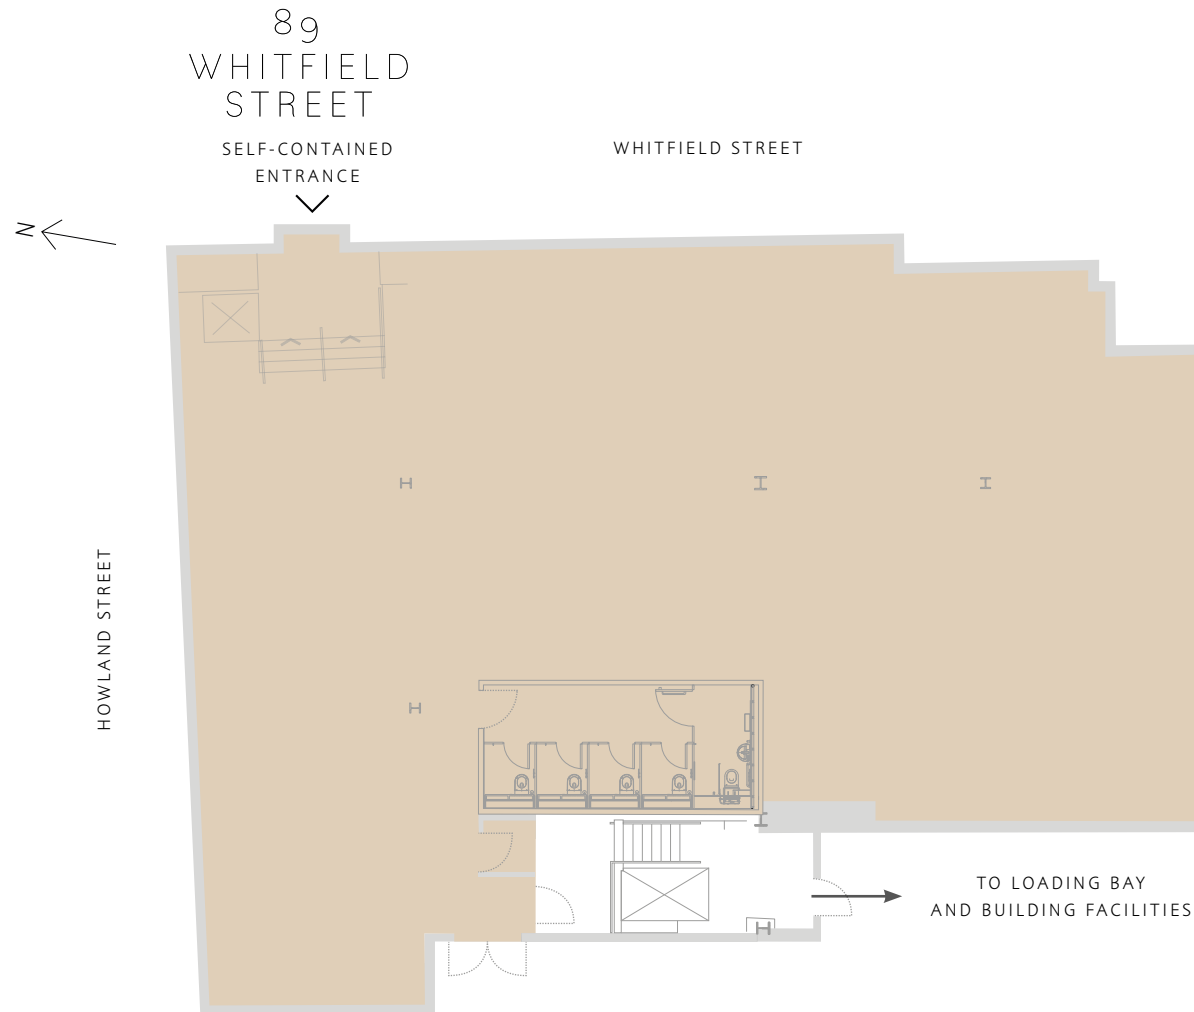 89
WHITFIELD
STREET
SELF-CONTAINED
ENTRANCE
WHITFIELD STREET
N
HOWLAND STREET
TO LOADING BAY
AND BUILDING FACILITIES